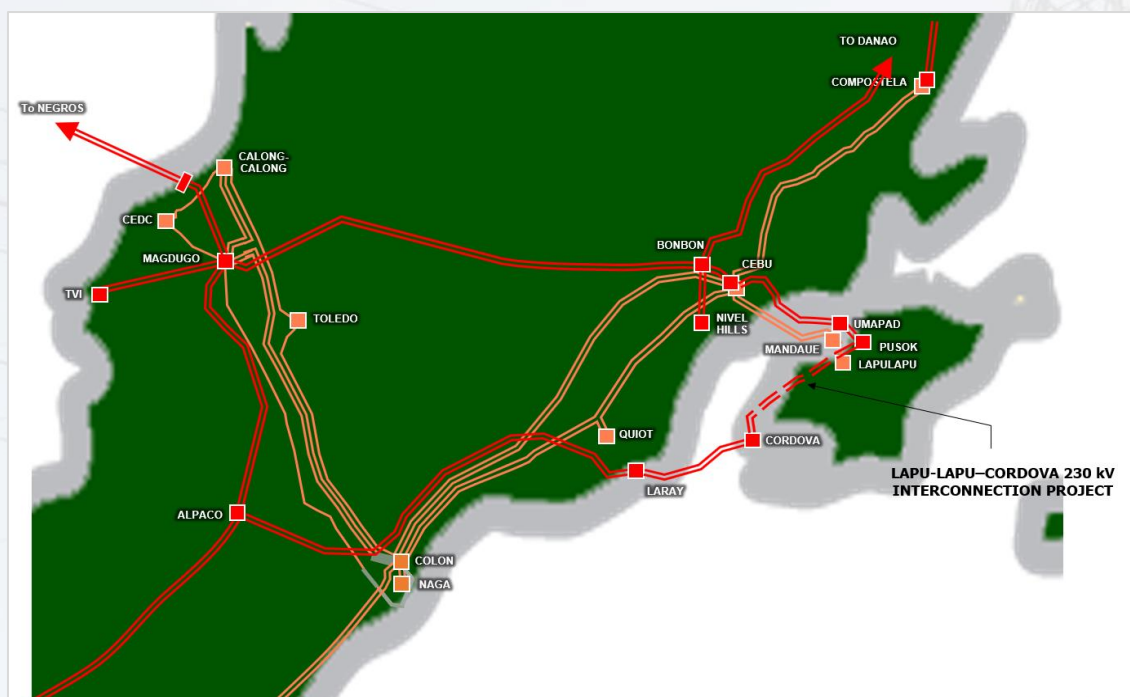 TO DANAO
COMPOSTELA
To NEGROS
CALONG-
CALONG
CEDC
MAGDUGO
TVI
TOLEDO
BONBON
CEBU
NIVEL
HILLS
UMAPAD
MANDAUE
PUSOK
LAPULAPU
QUIOT
CORDOVA
LARAY
LAPU-LAPU–CORDOVA 230 kV
INTERCONNECTION PROJECT
ALPACO
COLON
NAGA